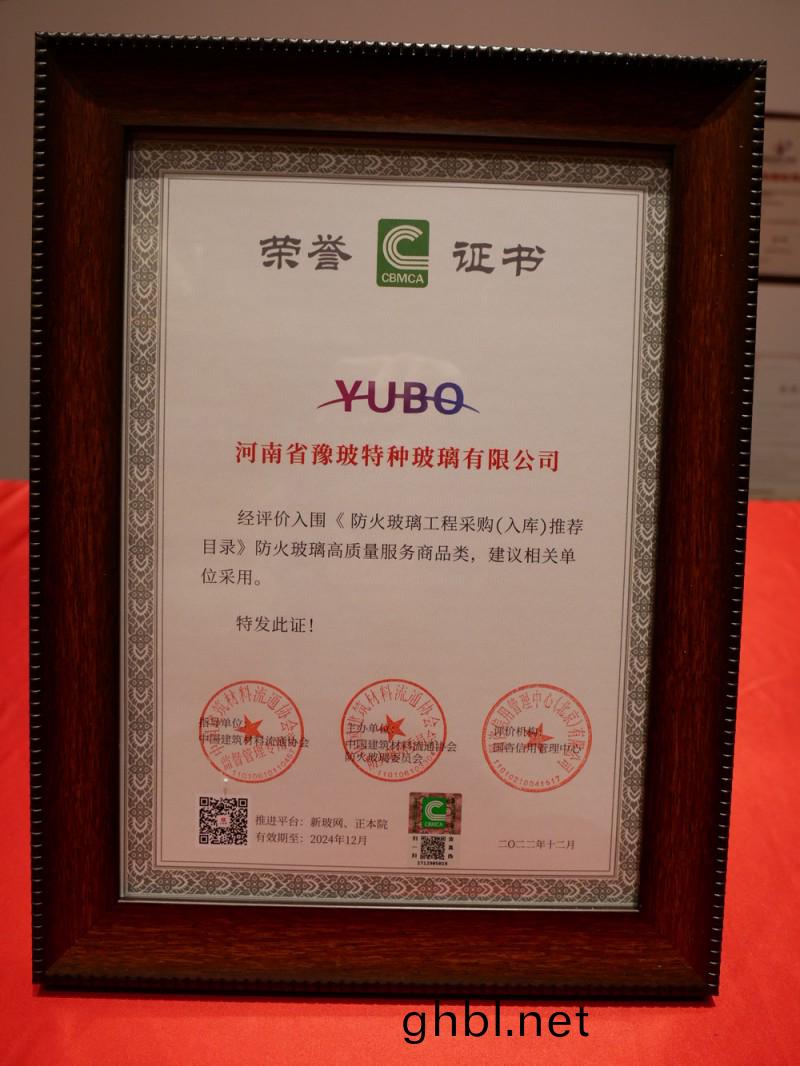 荣誉 证书
CBMCA
YUBO
河南省豫玻特种玻璃有限公司
经评价入围《防火玻璃工程采购(入库)推荐
目录》防火玻璃高质量服务商品类，建议相关单
位采用。
特发此证！
指导单位
中国建筑材料流通协会
主办单位
中国建筑材料流通协会
防火玻璃委员会
评价机构：
国咨信用管理中心
推进平台：新玻网、正本院
有效期至：2024年12月
CBMCA
二〇二二年十二月
ghbl.net